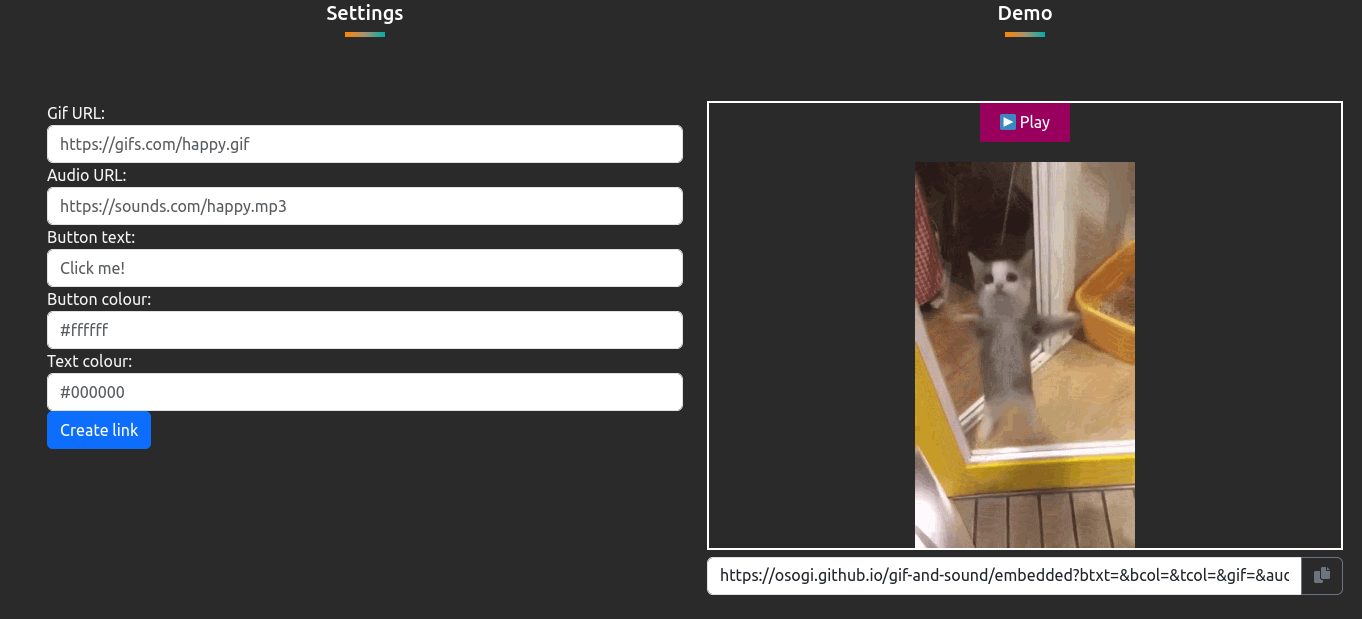 Settings
Demo
Gif URL:
https://gifs.com/happy.gif
Audio URL:
https://sounds.com/happy.mp3
Button text:
Click me!
Button colour:
#ffffff
Text colour:
#000000
Create link
Play
https://osogi.github.io/gif-and-sound/embedded?btxt=&bcol=&tcol=&gif=&auc